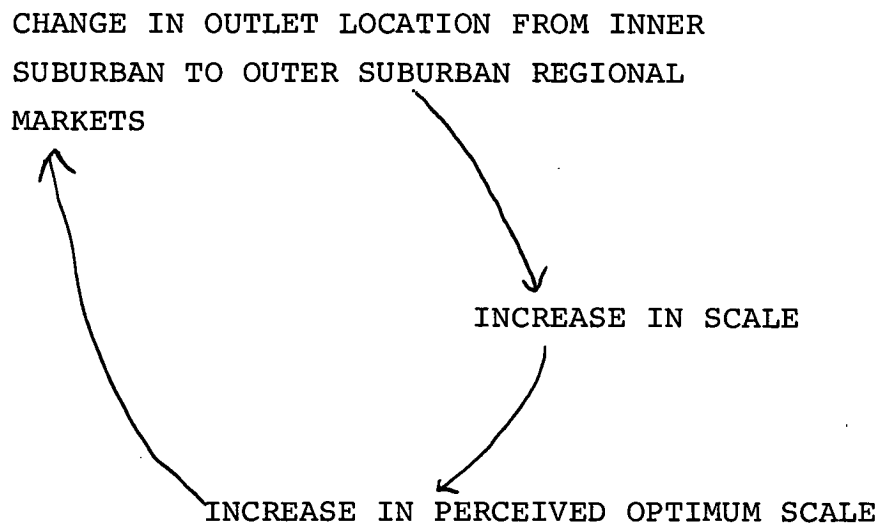 CHANGE IN OUTLET LOCATION FROM INNER
SUBURBAN TO OUTER SUBURBAN REGIONAL
MARKETS
INCREASE IN SCALE
INCREASE IN PERCEIVED OPTIMUM SCALE